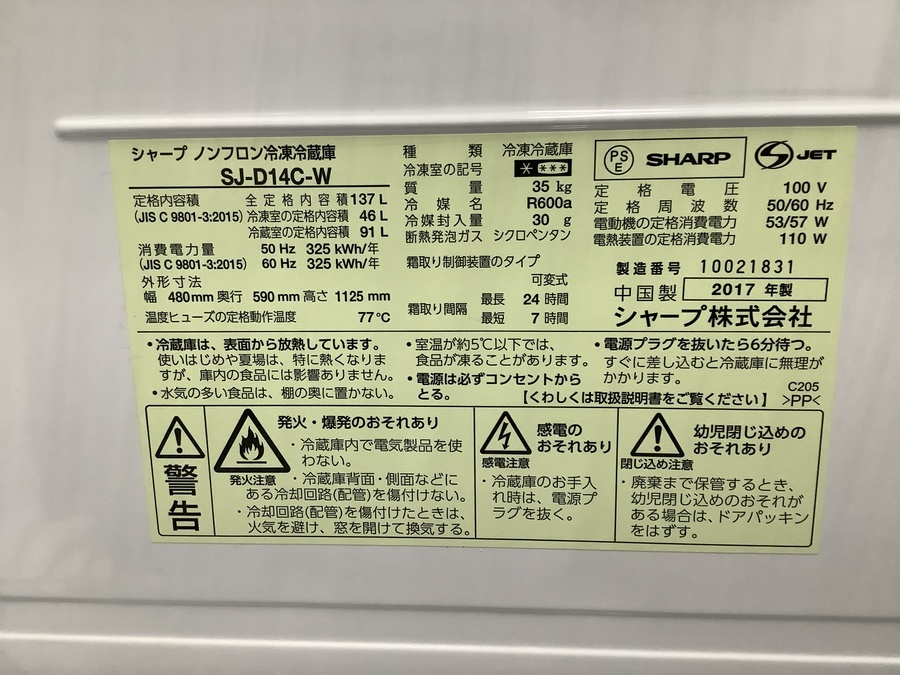 シャープ ノンフロン冷凍冷蔵庫
SJ-D14C-W
定格内容積 全定格内容積 137 L
(JIS C 9801-3:2015) 冷凍室の定格内容積 46 L
冷蔵室の定格内容積 91 L
消費電力量 50 Hz 325 kWh/年
(JIS C 9801-3:2015) 60 Hz 325 kWh/年
外形寸法
幅 480mm 奥行 590mm 高さ 1125 mm
温度ヒューズの定格動作温度 77℃
種類 冷凍冷蔵庫
冷凍室の記号 * ***
質量 35 kg
冷媒名 R600a
冷媒封入量 30 g
断熱発泡ガス シクロペンタン
霜取り制御装置のタイプ
可変式
霜取り間隔 最長 24 時間
最短 7 時間
PSE SHARP S JET
定格電圧 100 V
定格周波数 50/60 Hz
電動機の定格消費電力 53/57 W
電熱装置の定格消費電力 110 W
製造番号 10021831
中国製 2017 年製
シャープ株式会社
・冷蔵庫は、表面から放熱しています。
使いはじめや夏場は、特に熱くなりま
すが、庫内の食品には影響ありません。
・水気の多い食品は、棚の奥に置かない。
・室温が約5℃以下では、
食品が凍ることがあります。
・電源は必ずコンセントから
とる。
・電源プラグを抜いたら6分待つ。
すぐに差し込むと冷蔵庫に無理が
かかります。
C205
【くわしくは取扱説明書をご覧ください】 >PP<
警告
発火・爆発のおそれあり
発火注意
・冷蔵庫内で電気製品を使
わない。
・冷蔵庫背面・側面などに
ある冷却回路(配管)を傷付けない。
・冷却回路(配管)を傷付けたときは、
火気を避け、窓を開けて換気する。
感電の
おそれあり
感電注意
・冷蔵庫のお手入
れ時は、電源プ
ラグを抜く。
幼児閉じ込めの
おそれあり
閉じ込め注意
・廃棄まで保管するとき、
幼児閉じ込めのおそれが
ある場合は、ドアパッキン
をはずす。